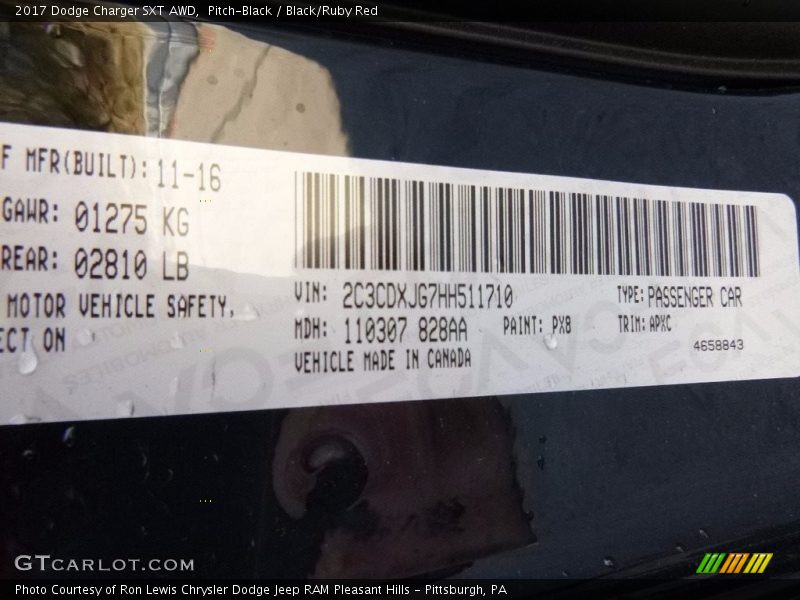 2017 Dodge Charger SXT AWD, Pitch-Black / Black/Ruby Red
F MFR(BUILT): 11-16
GAWR: 01275 KG
REAR: 02810 LB
MOTOR VEHICLE SAFETY,
ECT ON
VIN: 2C3CDXJG7HH511710 TYPE: PASSENGER CAR
MDH: 110307 828AA PAINT: PX8 TRIM: APXC
VEHICLE MADE IN CANADA 4658843
GTCARLOT.COM
Photo Courtesy of Ron Lewis Chrysler Dodge Jeep RAM Pleasant Hills - Pittsburgh, PA